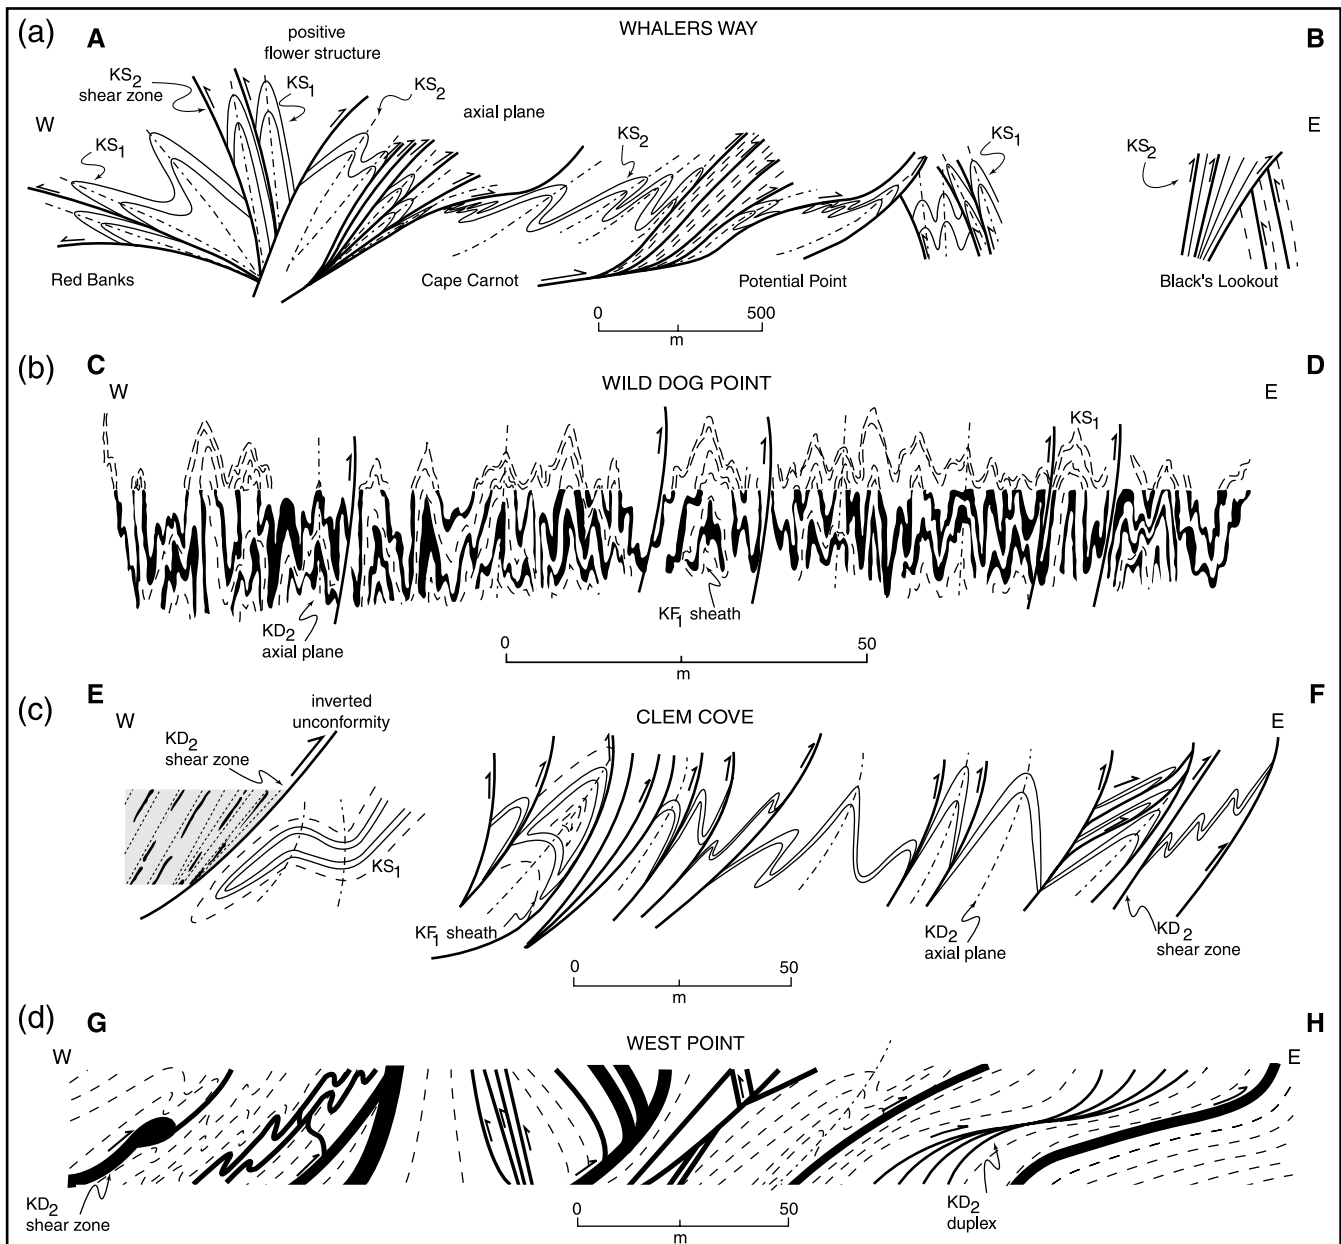 (a)
A
positive
flower structure
WHALERS WAY
B
KS2
shear zone
KS1
KS2
axial plane
W
E
KS1
KS2
KS1
KS2
Red Banks
Cape Carnot
Potential Point
Black's Lookout
0 500
m
(b)
C
D
W
WILD DOG POINT
E
KS1
KD2
axial plane
KF1 sheath
0 50
m
(c)
E
F
W
inverted
unconformity
CLEM COVE
E
KD2
shear zone
KS1
KF1 sheath
KD2
axial plane
KD2
shear zone
0 50
m
(d)
G
H
W
WEST POINT
E
KD2
shear zone
KD2
duplex
0 50
m